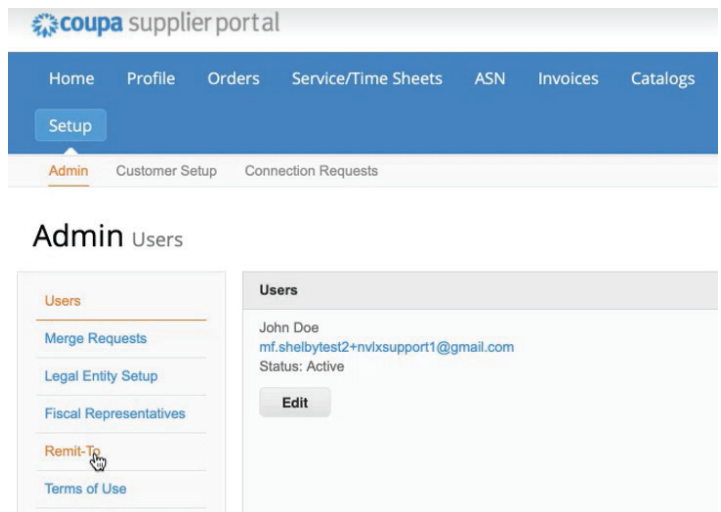 coupa supplier portal
Home Profile Orders Service/Time Sheets ASN Invoices Catalogs
Setup
Admin Customer Setup Connection Requests
Admin Users
Users
Merge Requests
Legal Entity Setup
Fiscal Representatives
Remit-To
Terms of Use
Users
John Doe
mf.shelbytest2+nvlxsupport1@gmail.com
Status: Active
Edit